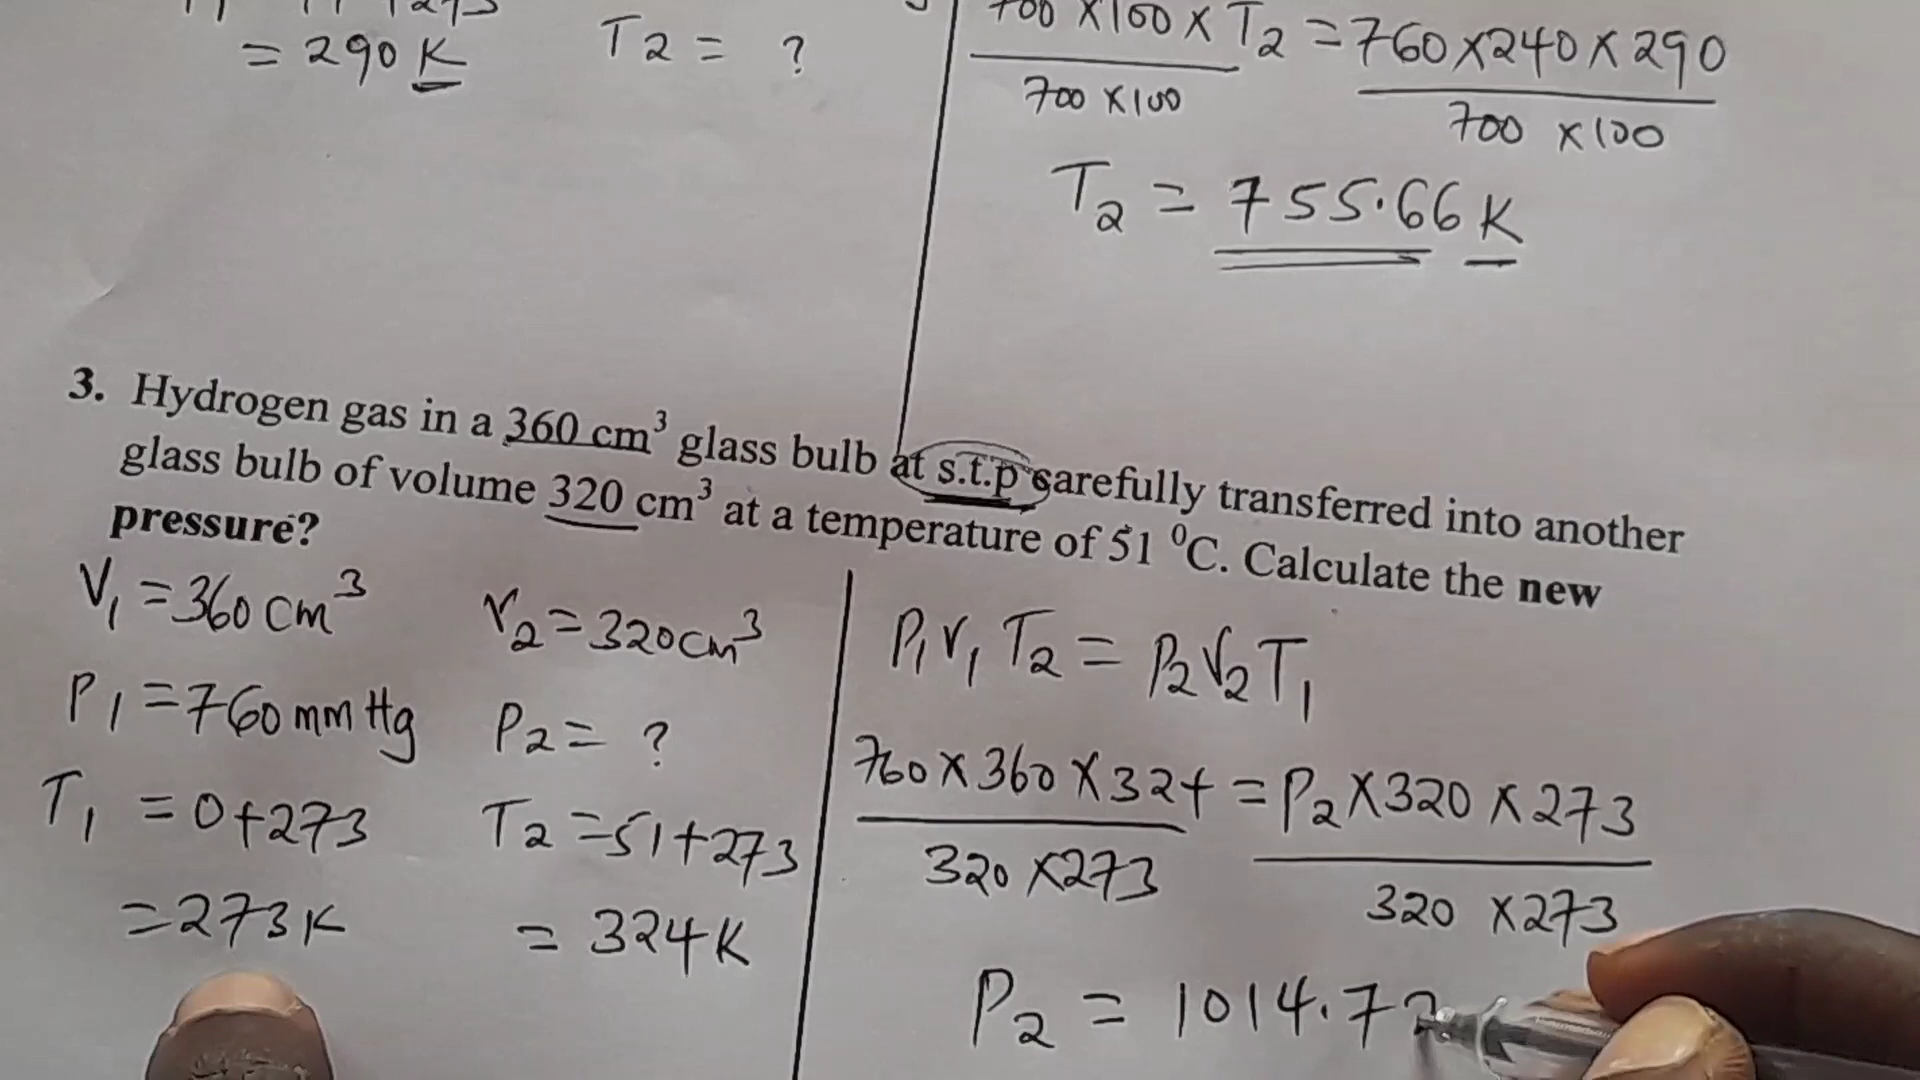 = 290 K
T2 = ?
700 X 100 X T2 = 760 X 240 X 290
700 X 100
700 X 100
T2 = 755.66 K
3. Hydrogen gas in a 360 cm³ glass bulb at s.t.p carefully transferred into another
glass bulb of volume 320 cm³ at a temperature of 51 ⁰C. Calculate the new
pressure?
V1 = 360 cm³
P1 = 760 mmHg
T1 = 0 + 273
= 273 K
V2 = 320 cm³
P2 = ?
T2 = 51 + 273
= 324 K
P1 V1 T2 = P2 V2 T1
760 X 360 X 324 = P2 X 320 X 273
320 X 273
320 X 273
P2 = 1014.72